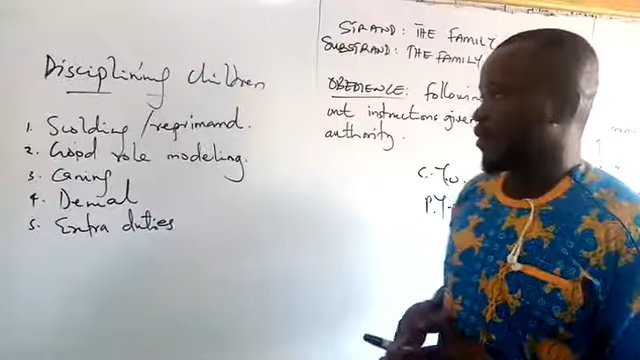 Disciplining children
1. Scolding / reprimand.
2. Good role modeling.
3. Caning
4. Denial
5. Extra duties
STRAND: THE FAMILY
SUBSTRAND: THE FAMILY
OBEDIENCE: following
out instructions given
authority.
C.Y.O.
P.Y.